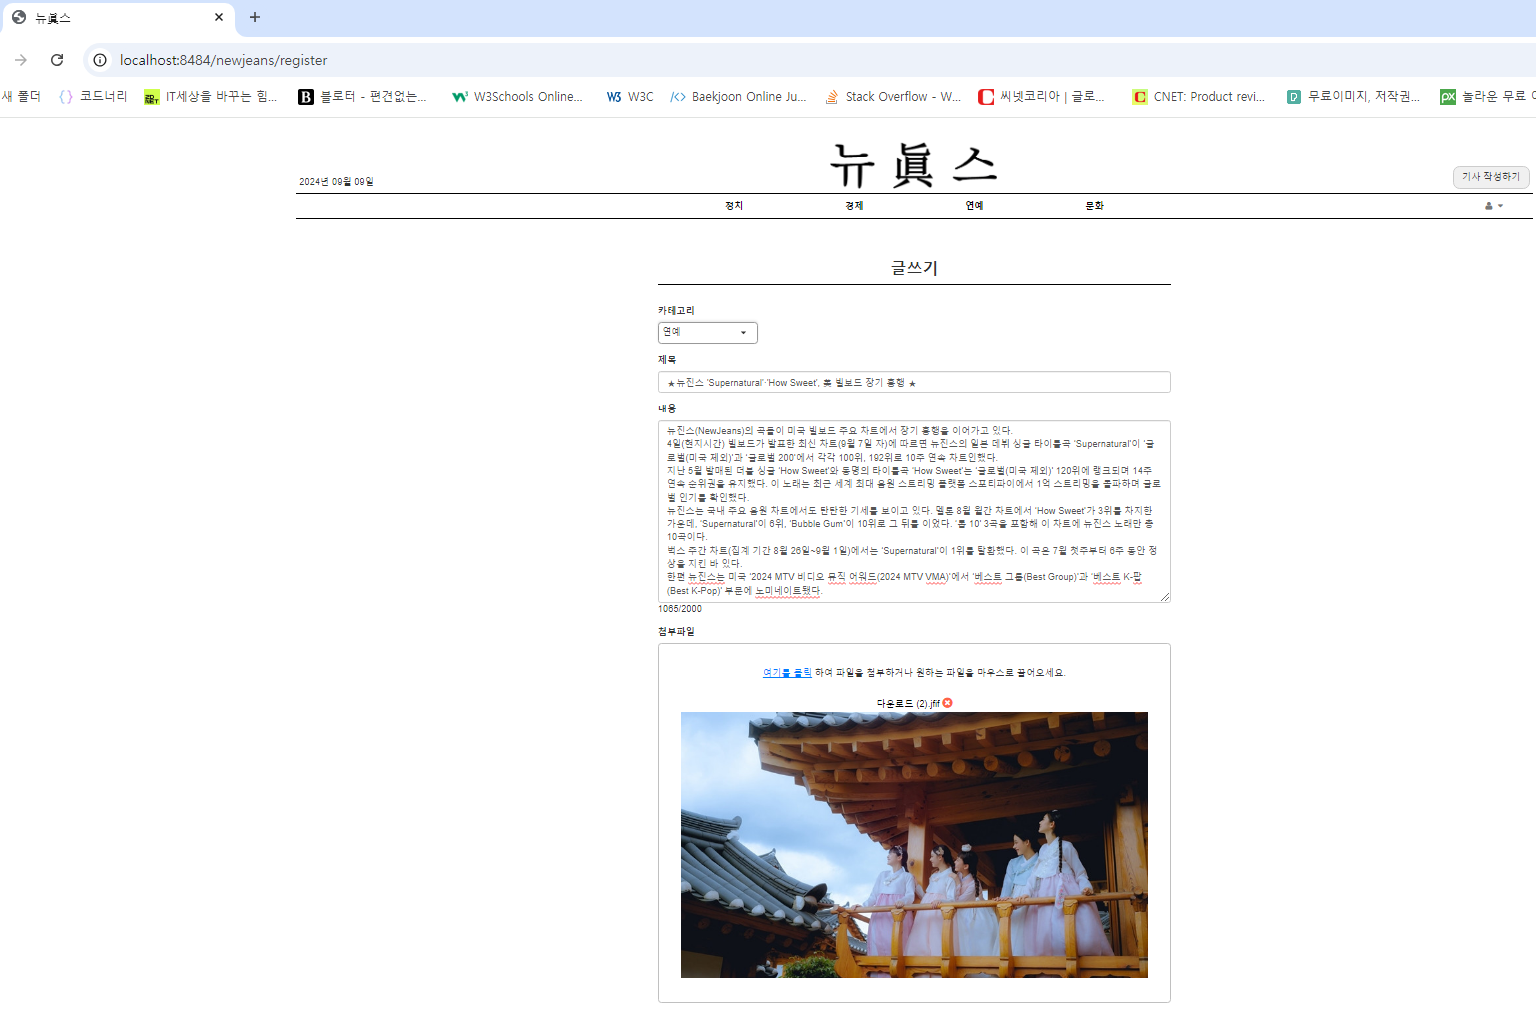 뉴眞스
localhost:8484/newjeans/register
새 폴더
코드너리
IT세상을 바꾸는 힘...
블로터 - 편견없는...
W3Schools Online...
W3C
Baekjoon Online Ju...
Stack Overflow - W...
씨넷코리아 | 글로...
CNET: Product revi...
무료이미지, 저작권...
놀라운 무료
뉴眞스
2024년 09월 09일
기사 작성하기
정치
경제
연예
문화
글쓰기
카테고리
연예
제목
★뉴진스 'Supernatural'·'How Sweet', 美 빌보드 장기 흥행 ★
내용
뉴진스(NewJeans)의 곡들이 미국 빌보드 주요 차트에서 장기 흥행을 이어가고 있다.
4일(현지시간) 빌보드가 발표한 최신 차트(9월 7일 자)에 따르면 뉴진스의 일본 데뷔 싱글 타이틀곡 'Supernatural'이 '글
로벌(미국 제외)'과 '글로벌 200'에서 각각 100위, 192위로 10주 연속 차트인했다.
지난 5월 발매된 더블 싱글 'How Sweet'와 동명의 타이틀곡 'How Sweet'는 '글로벌(미국 제외)' 120위에 랭크되며 14주
연속 순위권을 유지했다. 이 노래는 최근 세계 최대 음원 스트리밍 플랫폼 스포티파이에서 1억 스트리밍을 돌파하며 글로
벌 인기를 확인했다.
뉴진스는 국내 주요 음원 차트에서도 탄탄한 기세를 보이고 있다. 멜론 8월 월간 차트에서 'How Sweet'가 3위를 차지한
가운데, 'Supernatural'이 6위, 'Bubble Gum'이 10위로 그 뒤를 이었다. '톱 10' 3곡을 포함해 이 차트에 뉴진스 노래만 총
10곡이다.
벅스 주간 차트(집계 기간 8월 26일~9월 1일)에서는 'Supernatural'이 1위를 탈환했다. 이 곡은 7월 첫주부터 6주 동안 정
상을 지킨 바 있다.
한편 뉴진스는 미국 '2024 MTV 비디오 뮤직 어워드(2024 MTV VMA)'에서 '베스트 그룹(Best Group)'과 '베스트 K-팝
(Best K-Pop)' 부문에 노미네이트됐다.
1065/2000
첨부파일
여기를 클릭 하여 파일을 첨부하거나 원하는 파일을 마우스로 끌어오세요.
다운로드 (2).jfif